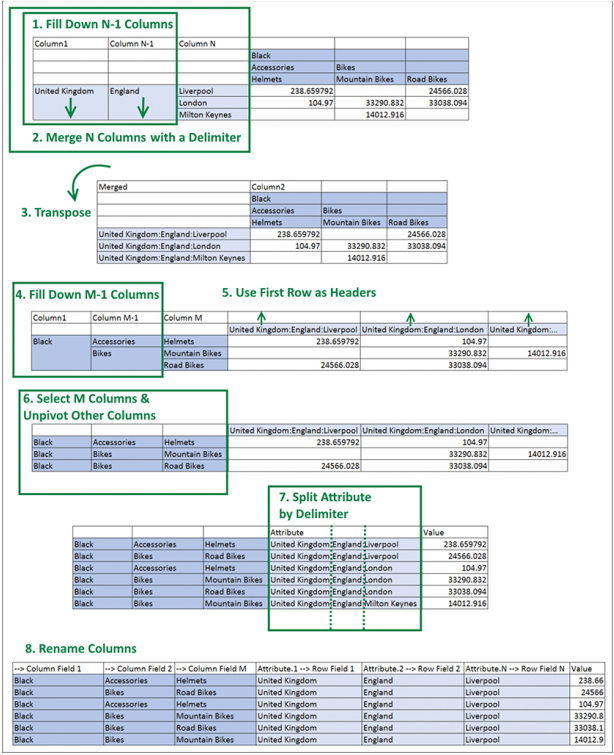 1. Fill Down N-1 Columns
Column1 Column N-1 Column N
Black
Accessories Bikes
Helmets Mountain Bikes Road Bikes
United Kingdom England Liverpool 238.659792 24566.028
London 104.97 33290.832 33038.094
Milton Keynes 14012.916
2. Merge N Columns with a Delimiter
Merged Column2
Black
3. Transpose
Accessories Bikes
Helmets Mountain Bikes Road Bikes
United Kingdom:England:Liverpool 238.659792 24566.028
United Kingdom:England:London 104.97 33290.832 33038.094
United Kingdom:England:Milton Keynes 14012.916
4. Fill Down M-1 Columns 5. Use First Row as Headers
Column1 Column M-1 Column M
United Kingdom:England:Liverpool United Kingdom:England:London United Kingdom:...
Black Accessories Helmets 238.659792 104.97
Bikes Mountain Bikes 33290.832 14012.916
Road Bikes 24566.028 33038.094
6. Select M Columns &
Unpivot Other Columns
United Kingdom:England:Liverpool United Kingdom:England:London United Kingdom:...
Black Accessories Helmets 238.659792 104.97
Black Bikes Mountain Bikes 33290.832 14012.916
Black Bikes Road Bikes 24566.028 33038.094
7. Split Attribute
by Delimiter
Attribute Value
Black Accessories Helmets United Kingdom:England:Liverpool 238.659792
Black Bikes Road Bikes United Kingdom:England:Liverpool 24566.028
Black Accessories Helmets United Kingdom:England:London 104.97
Black Bikes Mountain Bikes United Kingdom:England:London 33290.832
Black Bikes Road Bikes United Kingdom:England:London 33038.094
Black Bikes Mountain Bikes United Kingdom:England:Milton Keynes 14012.916
8. Rename Columns
--> Column Field 1 --> Column Field 2 --> Column Field M Attribute.1 --> Row Field 1 Attribute.2 --> Row Field 2 Attribute.N --> Row Field N Value
Black Accessories Helmets United Kingdom England Liverpool 238.66
Black Bikes Road Bikes United Kingdom England Liverpool 24566
Black Accessories Helmets United Kingdom England Liverpool 104.97
Black Bikes Mountain Bikes United Kingdom England Liverpool 33290.8
Black Bikes Road Bikes United Kingdom England Liverpool 33038.1
Black Bikes Mountain Bikes United Kingdom England Liverpool 14012.9